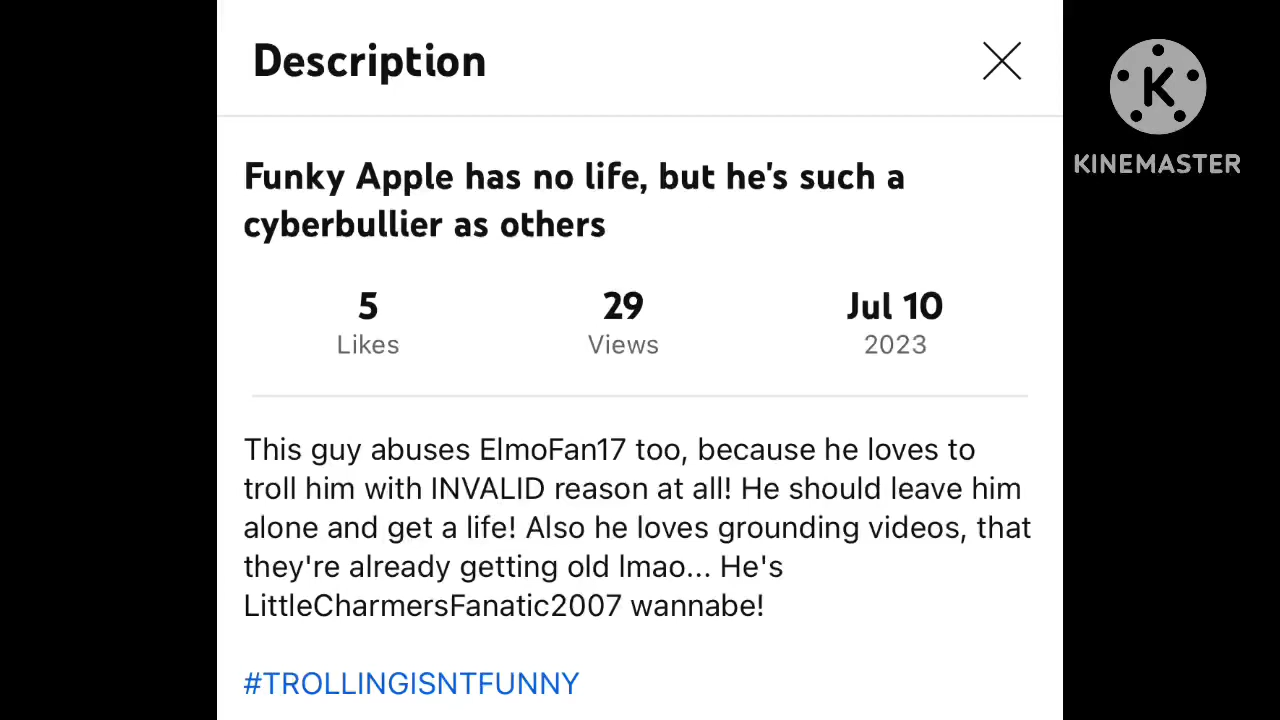 Description
KINEMASTER
Funky Apple has no life, but he's such a
cyberbullier as others
5 29 Jul 10
Likes Views 2023
This guy abuses ElmoFan17 too, because he loves to
troll him with INVALID reason at all! He should leave him
alone and get a life! Also he loves grounding videos, that
they're already getting old lmao... He's
LittleCharmersFanatic2007 wannabe!
#TROLLINGISNTFUNNY